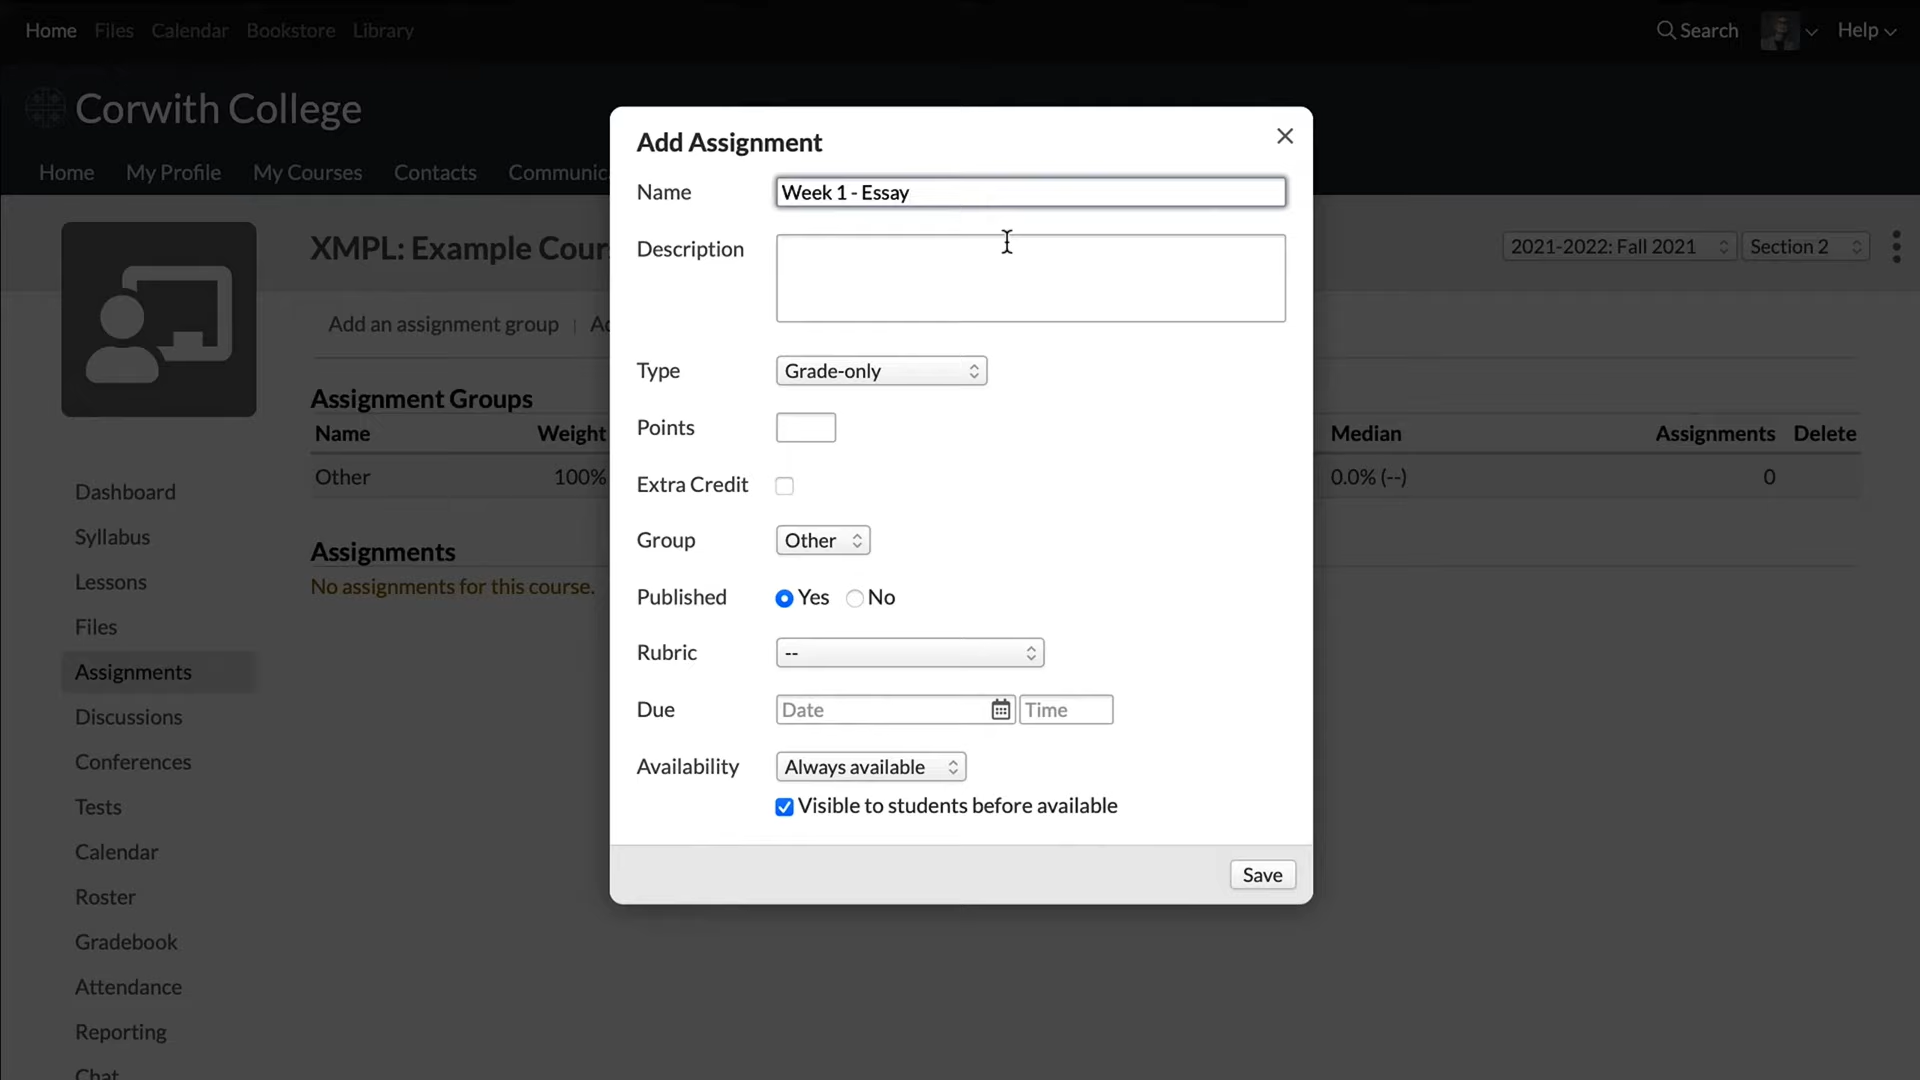 Home Files Calendar Bookstore Library
Search Help
Corwith College
Home My Profile My Courses Contacts
XMPL: Example
2021-2022: Fall 2021 Section 2
Add an assignment group |
Assignment Groups
Name Weight Median Assignments Delete
Other 100% 0.0% (--) 0
Assignments
No assignments for this course.
Dashboard
Syllabus
Lessons
Files
Assignments
Discussions
Conferences
Tests
Calendar
Roster
Gradebook
Attendance
Reporting
Chat
Add Assignment
Name Week 1 - Essay
Description
Type Grade-only
Points
Extra Credit
Group Other
Published Yes No
Rubric --
Due Date Time
Availability Always available
Visible to students before available
Save